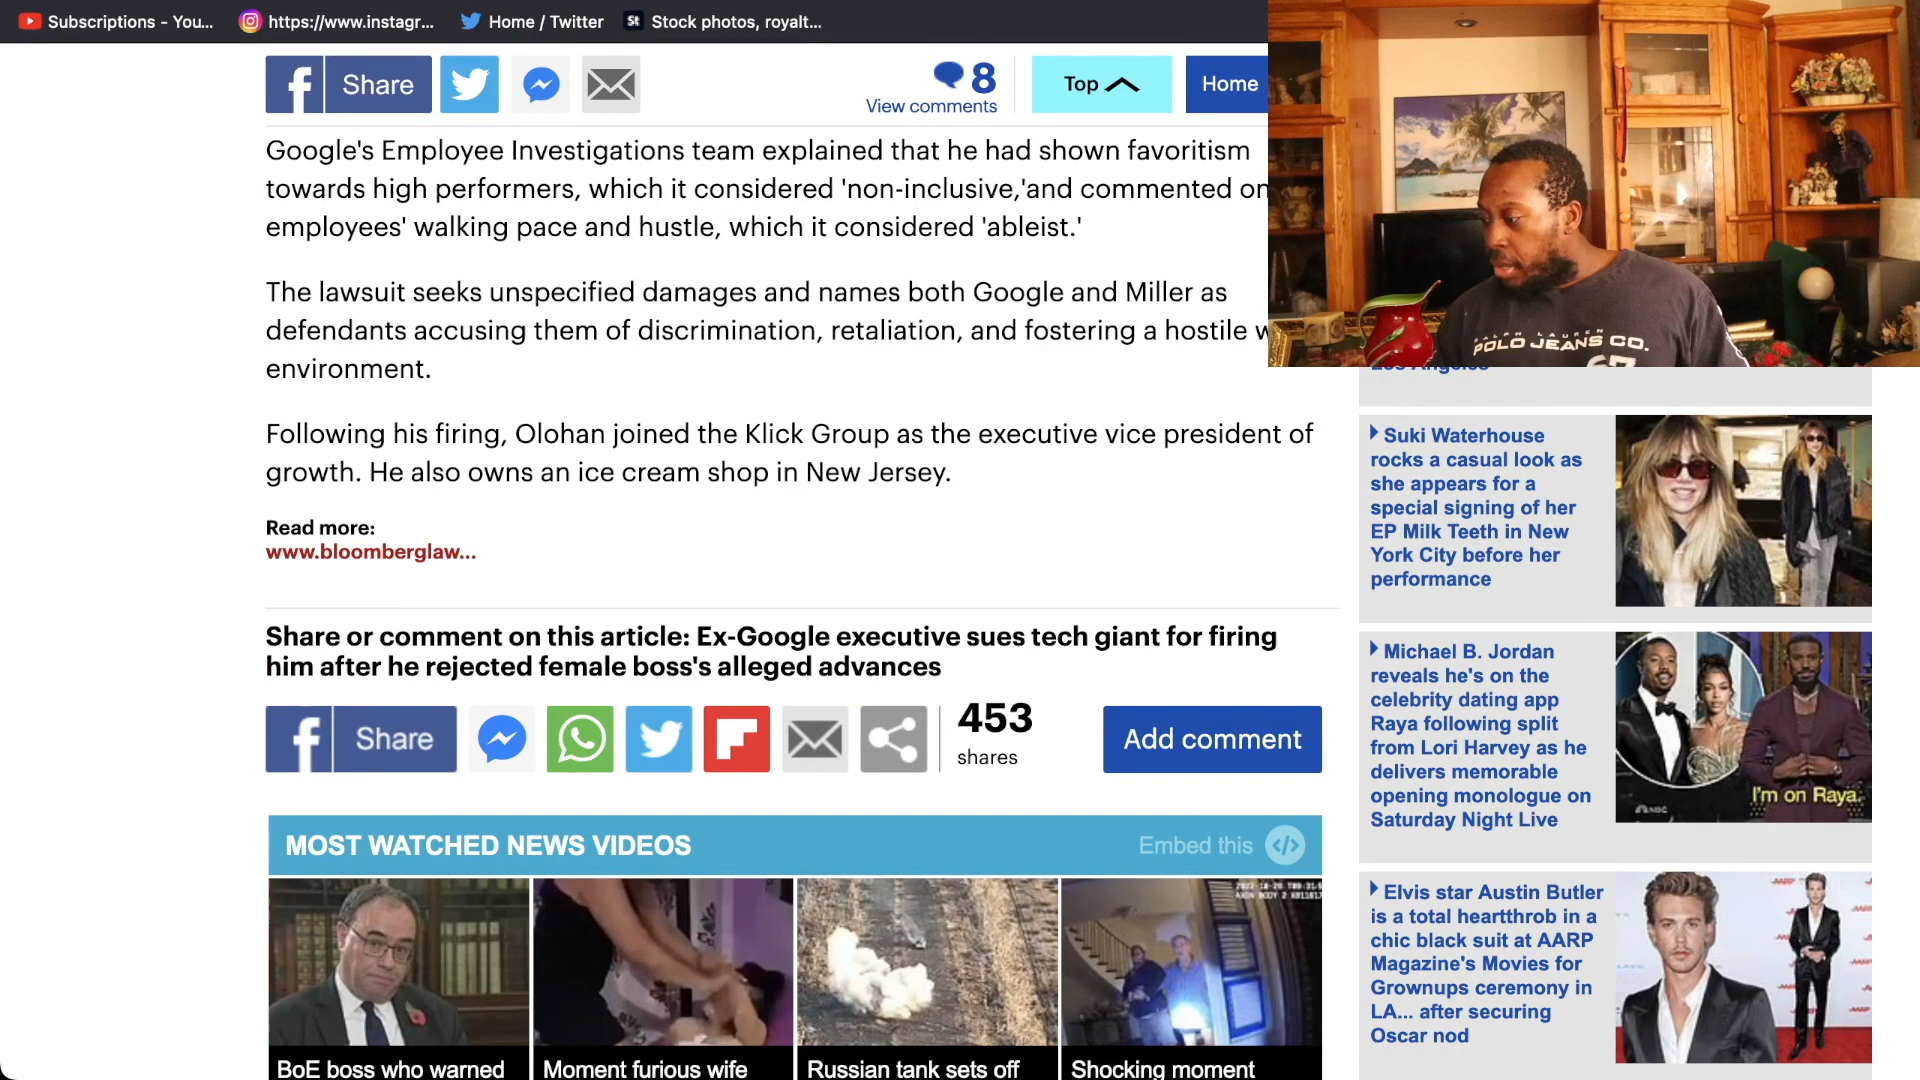 Subscriptions - You...
https://www.instagr...
Home / Twitter
St
Stock photos, royalt...
f Share
8
View comments
Top
Home
Google's Employee Investigations team explained that he had shown favoritism
towards high performers, which it considered 'non-inclusive,'and commented on
employees' walking pace and hustle, which it considered 'ableist.'
The lawsuit seeks unspecified damages and names both Google and Miller as
defendants accusing them of discrimination, retaliation, and fostering a hostile w
environment.
Following his firing, Olohan joined the Klick Group as the executive vice president of
growth. He also owns an ice cream shop in New Jersey.
Read more:
www.bloomberglaw...
Share or comment on this article: Ex-Google executive sues tech giant for firing
him after he rejected female boss's alleged advances
f Share
453
shares
Add comment
MOST WATCHED NEWS VIDEOS
Embed this
BoE boss who warned
Moment furious wife
Russian tank sets off
Shocking moment
RALPH LAUREN
POLO JEANS CO.
67
Los Angeles
Suki Waterhouse
rocks a casual look as
she appears for a
special signing of her
EP Milk Teeth in New
York City before her
performance
Michael B. Jordan
reveals he's on the
celebrity dating app
Raya following split
from Lori Harvey as he
delivers memorable
opening monologue on
Saturday Night Live
NBC
I'm on Raya.
Elvis star Austin Butler
is a total heartthrob in a
chic black suit at AARP
Magazine's Movies for
Grownups ceremony in
LA... after securing
Oscar nod